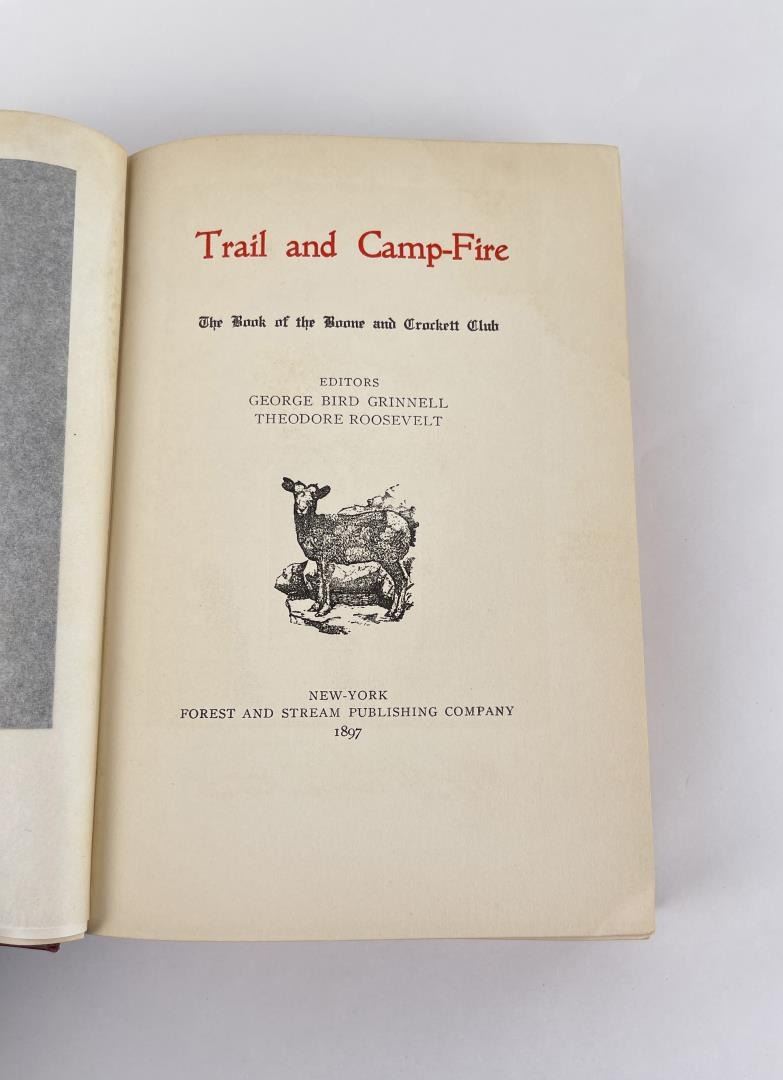 Trail and Camp-Fire
The Book of the Boone and Crockett Club
EDITORS
GEORGE BIRD GRINNELL
THEODORE ROOSEVELT
NEW-YORK
FOREST AND STREAM PUBLISHING COMPANY
1897